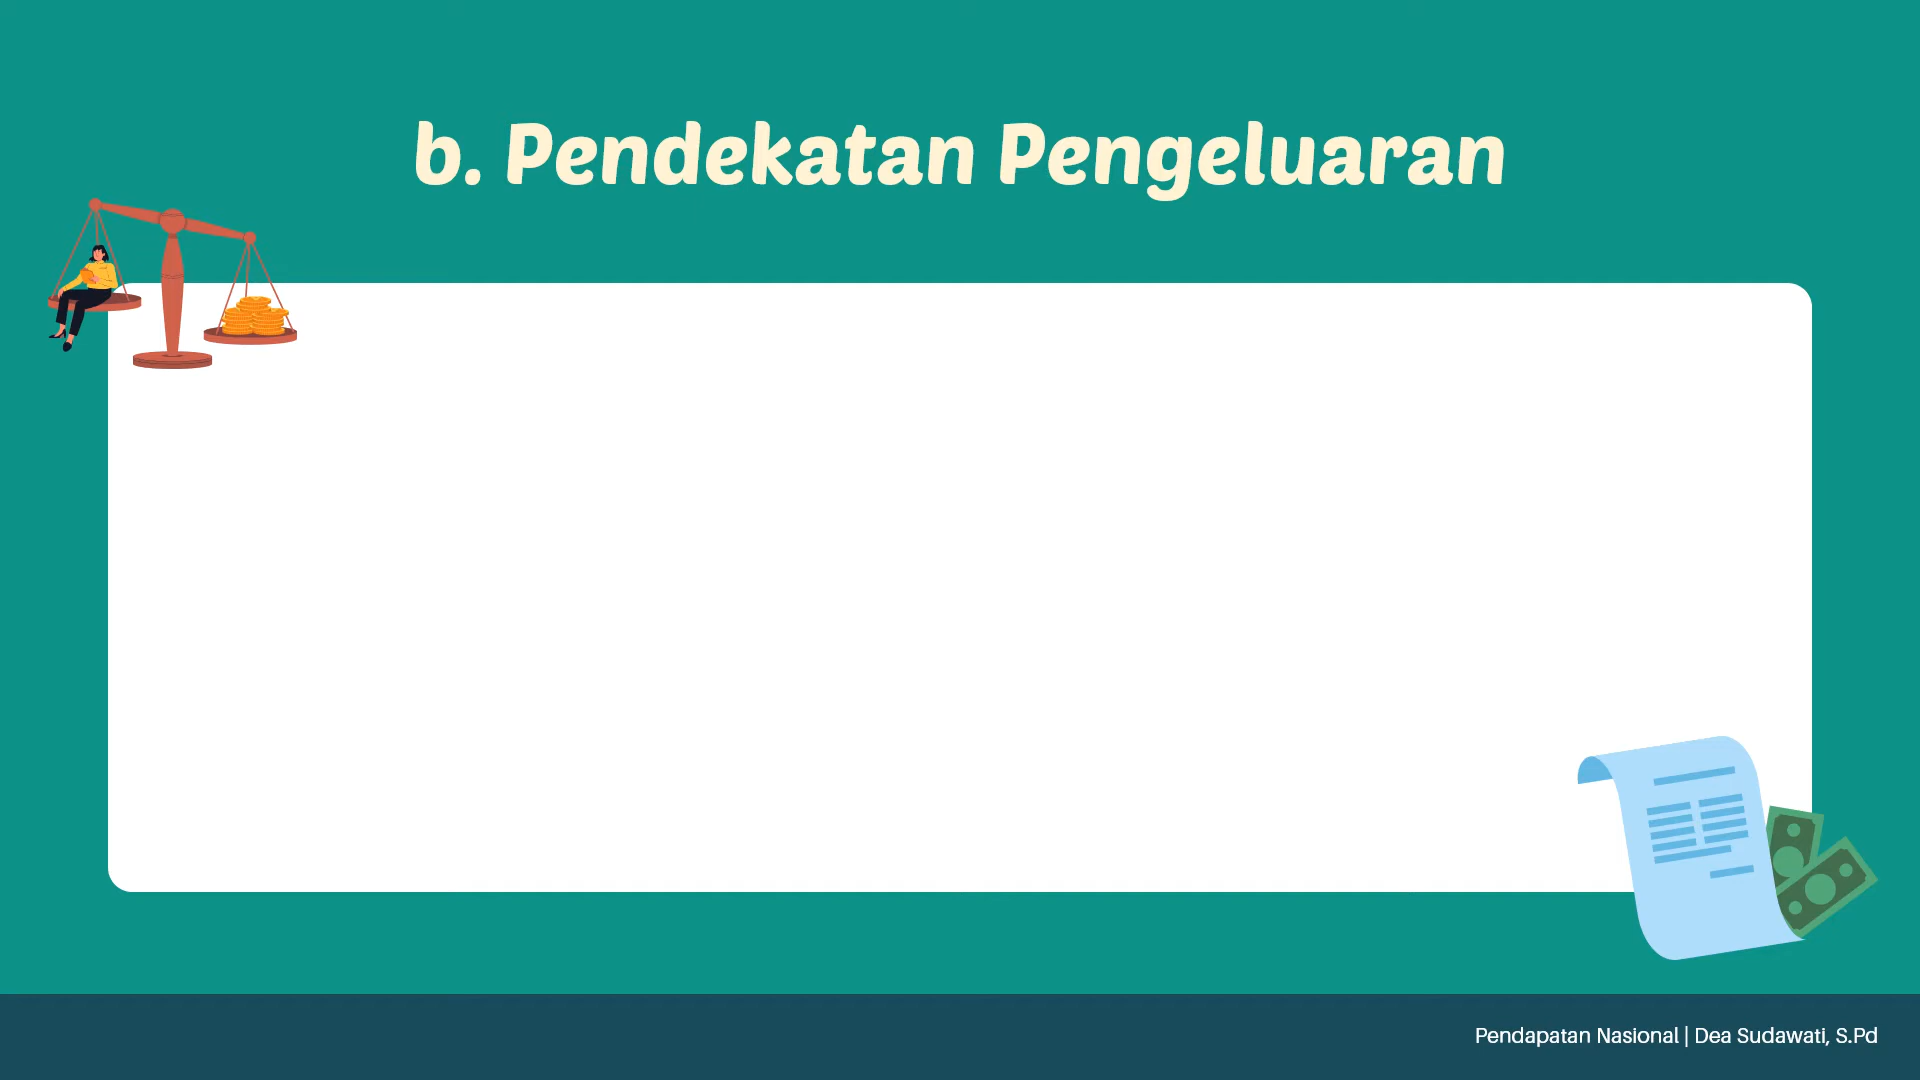 b. Pendekatan Pengeluaran
Pendapatan Nasional | Dea Sudawati, S.Pd